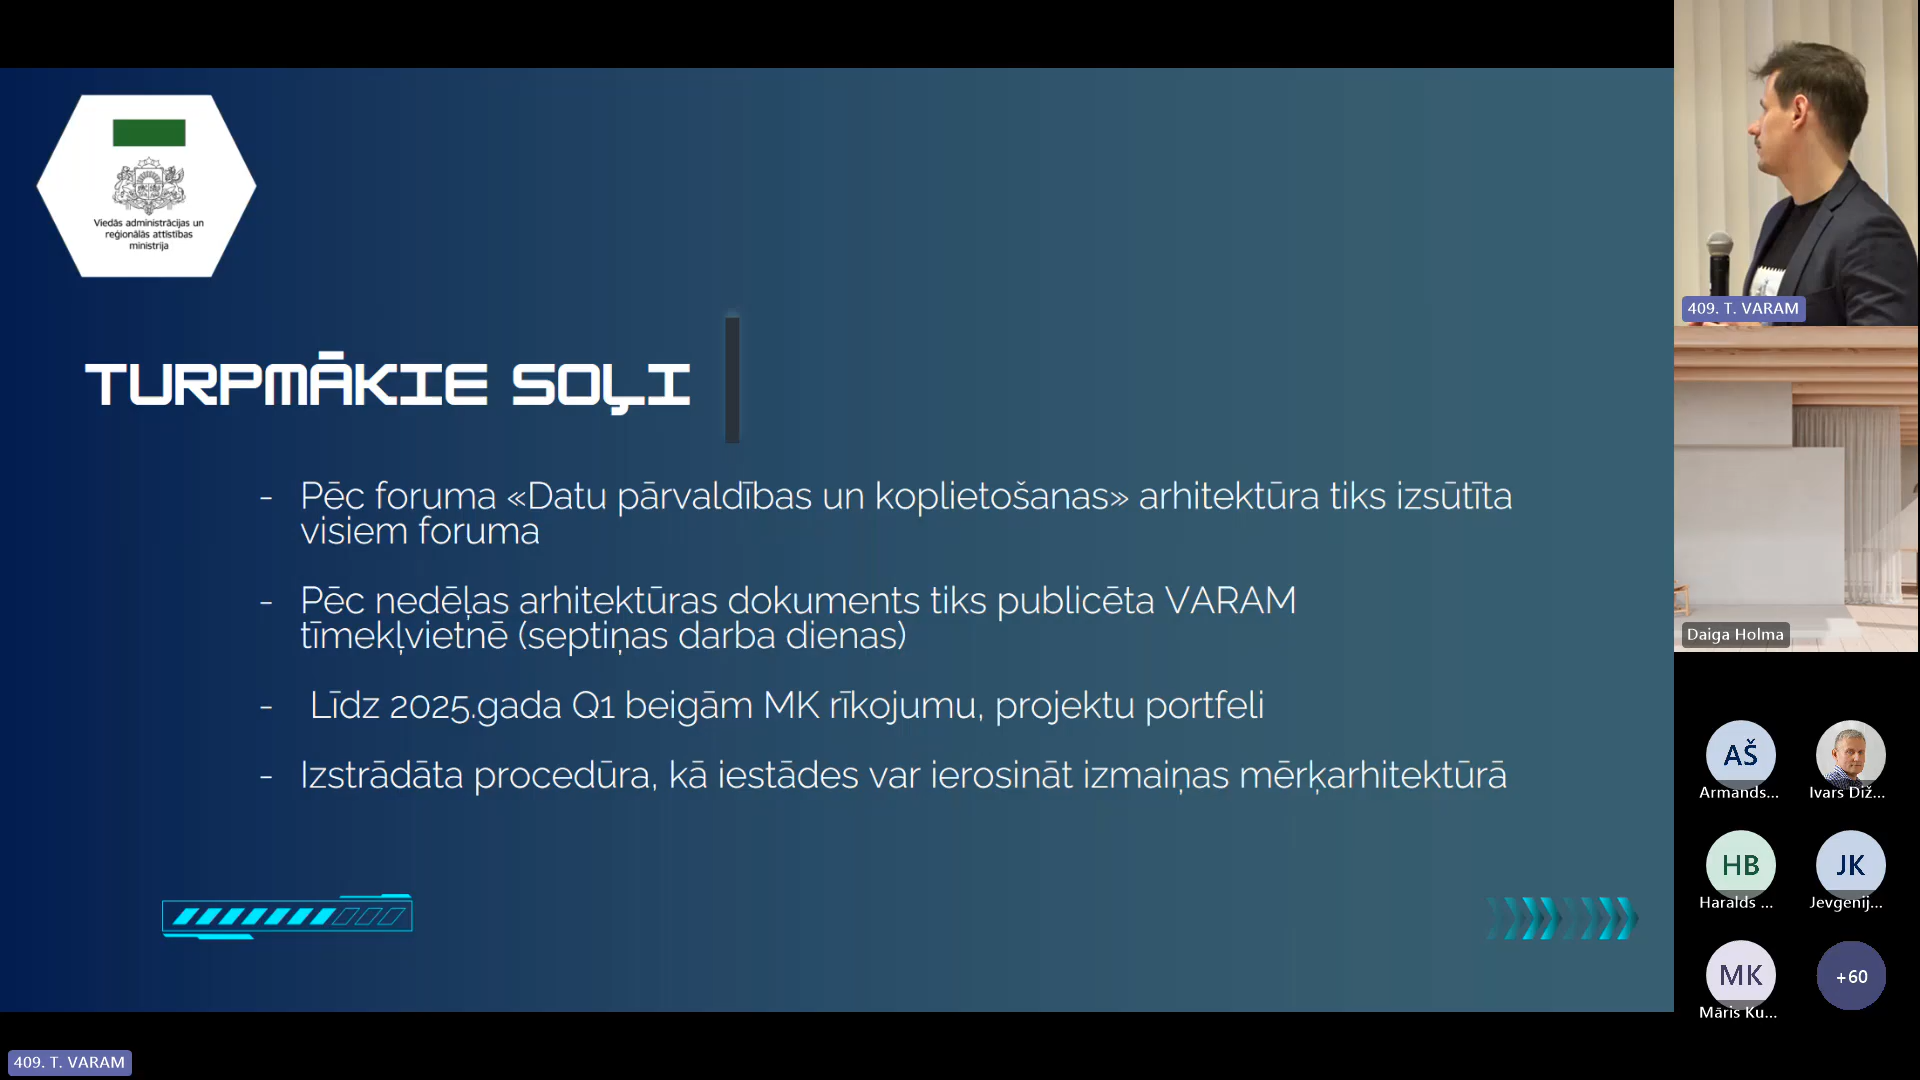 Viedās administrācijas un
reģionālās attīstības
ministrija
TURPMĀKIE SOĻI
- Pēc foruma «Datu pārvaldības un koplietošanas» arhitektūra tiks izsūtīta
visiem foruma
- Pēc nedēļas arhitektūras dokuments tiks publicēta VARAM
tīmekļvietnē (septiņas darba dienas)
- Līdz 2025.gada Q1 beigām MK rīkojumu, projektu portfeli
- Izstrādāta procedūra, kā iestādes var ierosināt izmaiņas mērķarhitektūrā
409. T. VARAM
Daiga Holma
AŠ
Armands...
Ivars Diž...
HB
Haralds ...
JK
Jevgenij...
MK
Māris Ku...
+60
409. T. VARAM